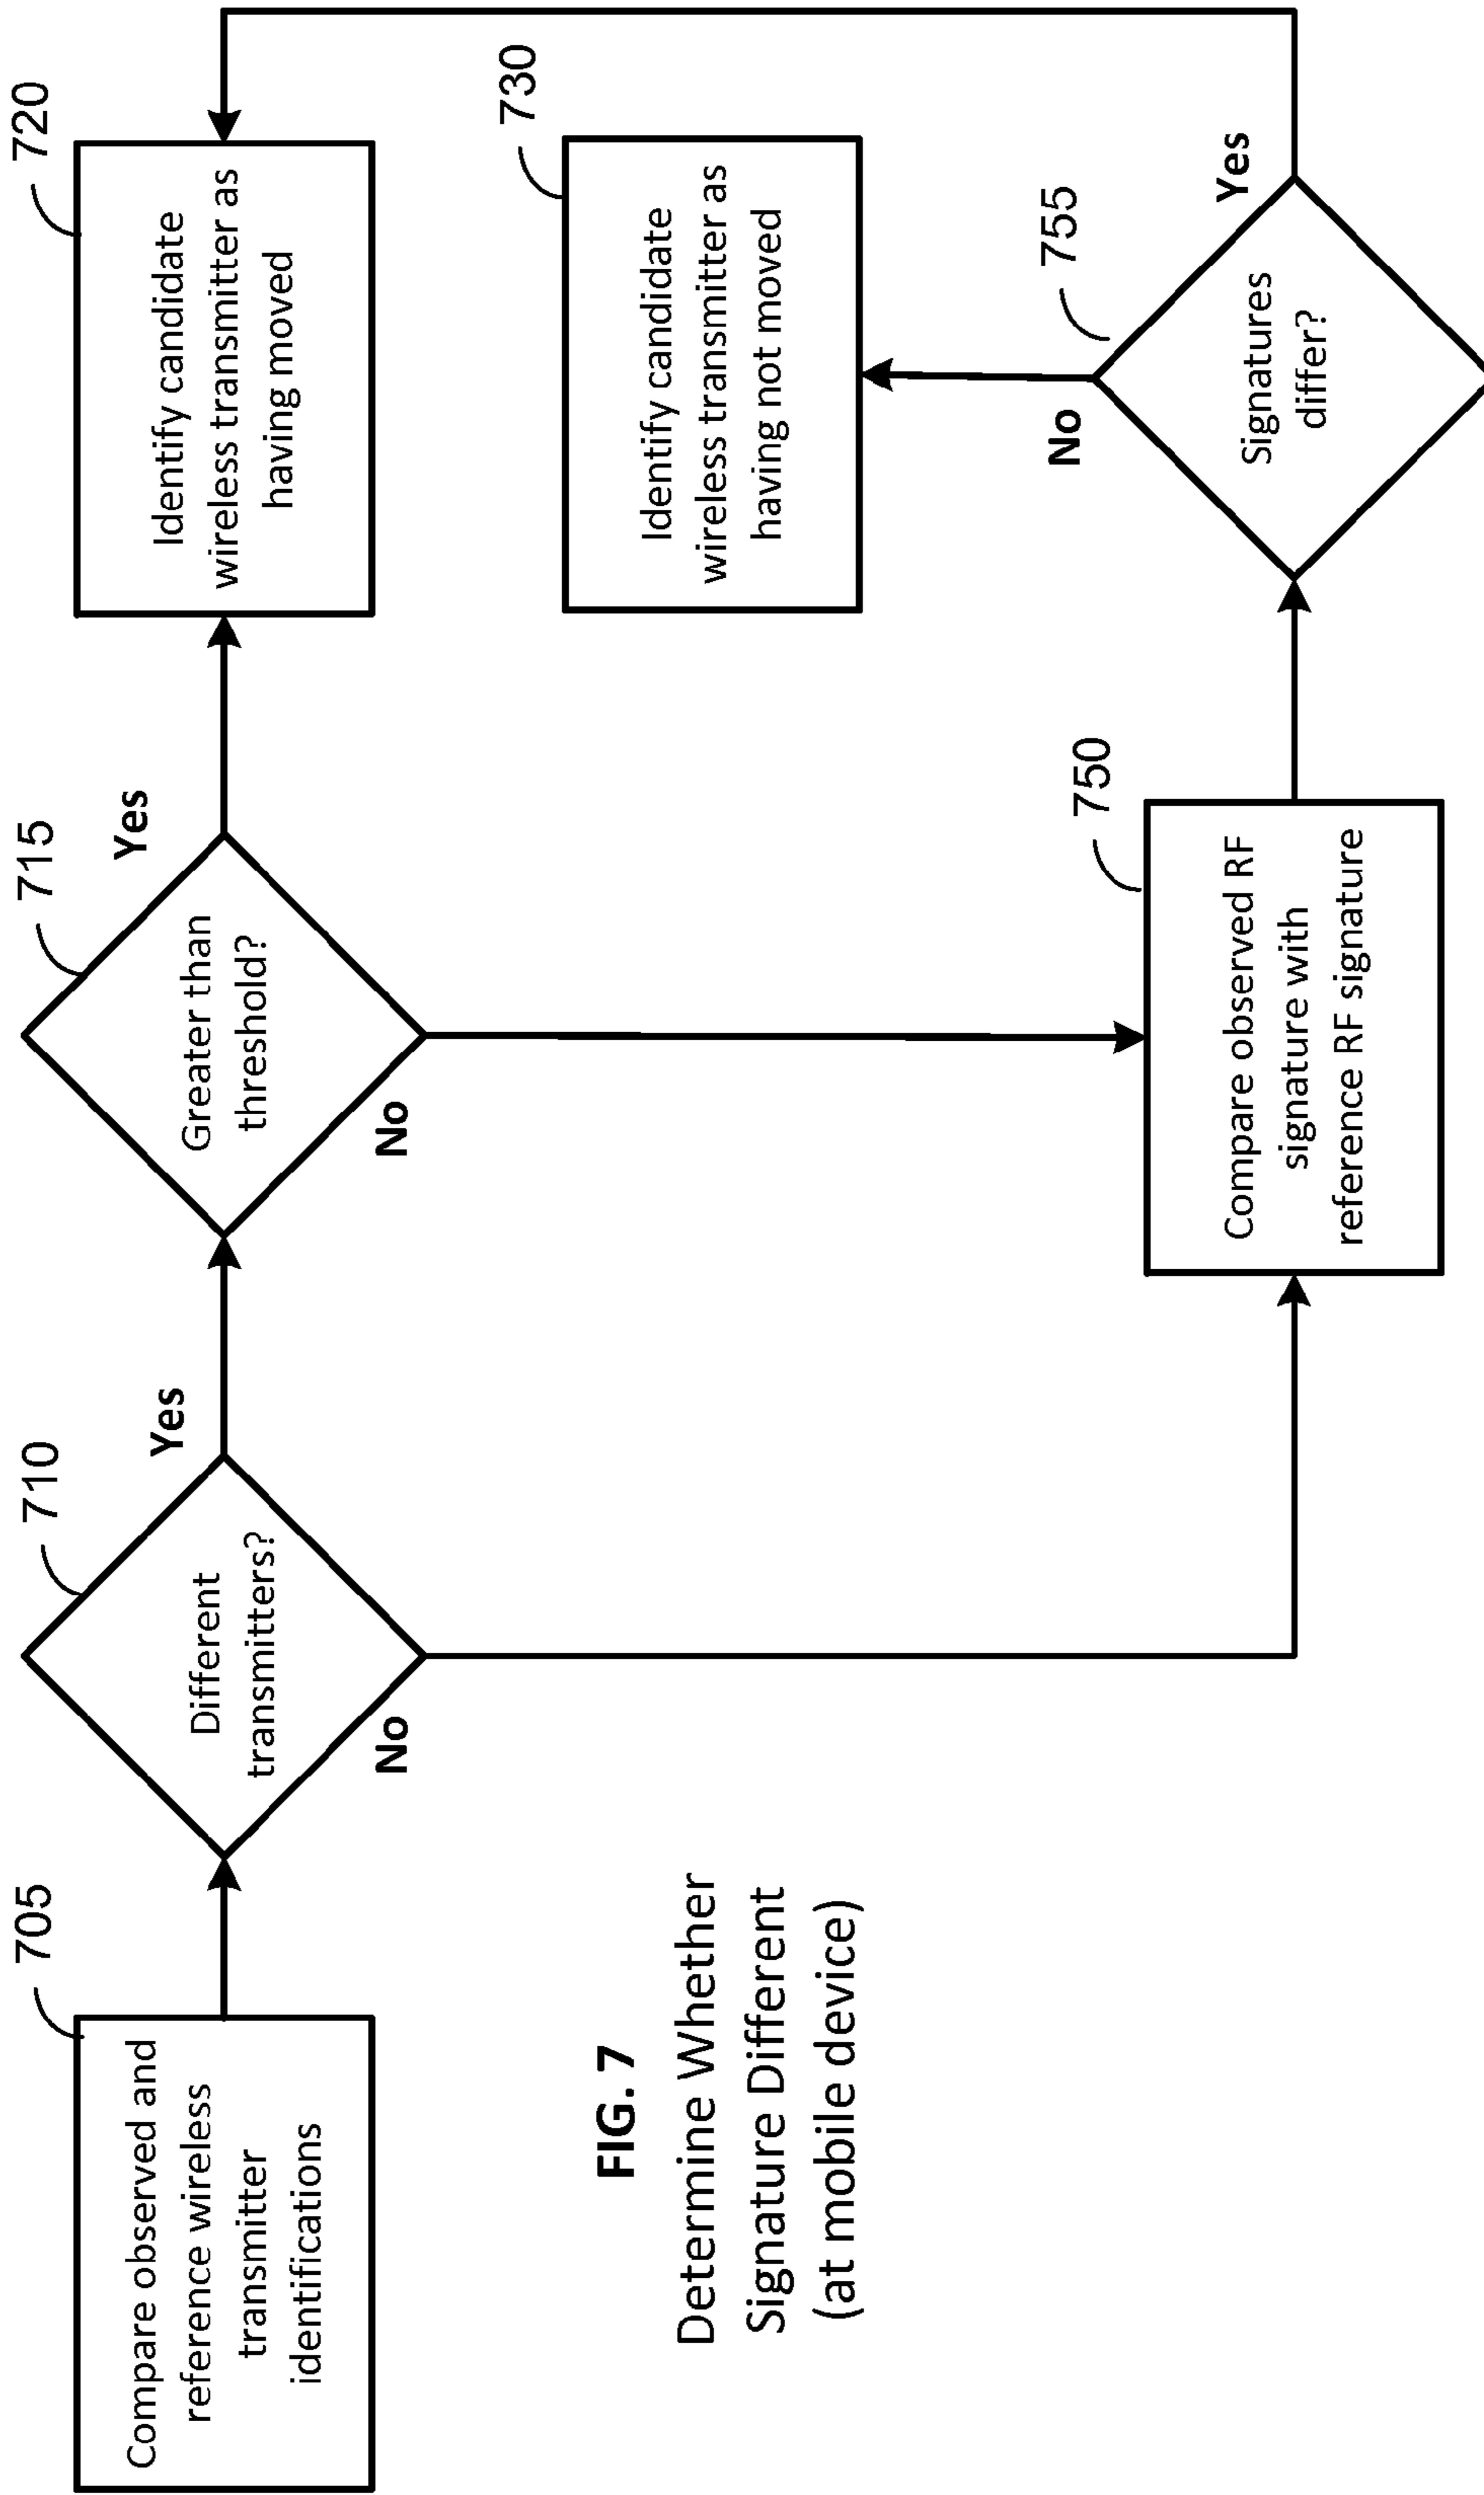 705
Compare observed and
reference wireless
transmitter
identifications
710
Different
transmitters?
Yes
No
715
Greater than
threshold?
Yes
No
720
Identify candidate
wireless transmitter as
having moved
730
Identify candidate
wireless transmitter as
having not moved
750
Compare observed RF
signature with
reference RF signature
755
Signatures
differ?
No
Yes
FIG. 7
Determine Whether
Signature Different
(at mobile device)